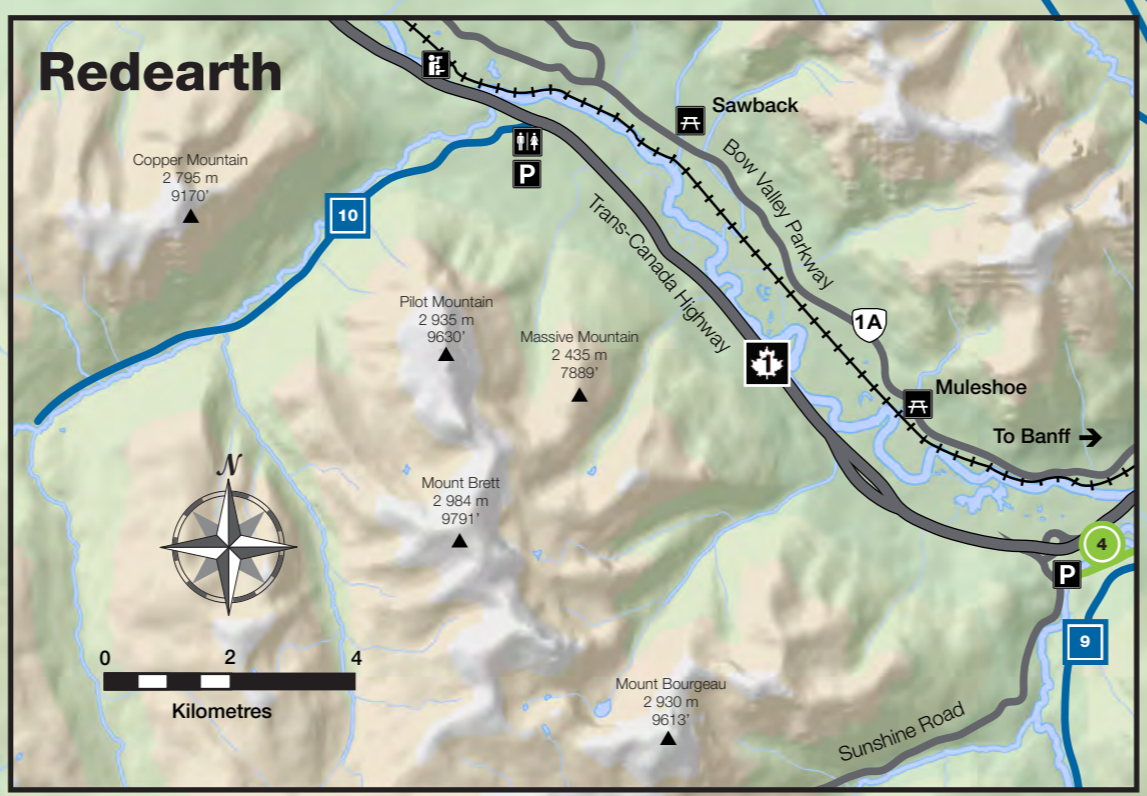 Redearth
Sawback
Copper Mountain
2 795 m
9170’
Bow Valley Parkway
P
10
Trans-Canada Highway
Pilot Mountain
2 935 m
9630’
1A
Massive Mountain
2 435 m
7889’
1
Muleshoe
To Banff
N
Mount Brett
2 984 m
9791’
4
P
9
0 2 4
Kilometres
Mount Bourgeau
2 930 m
9613’
Sunshine Road